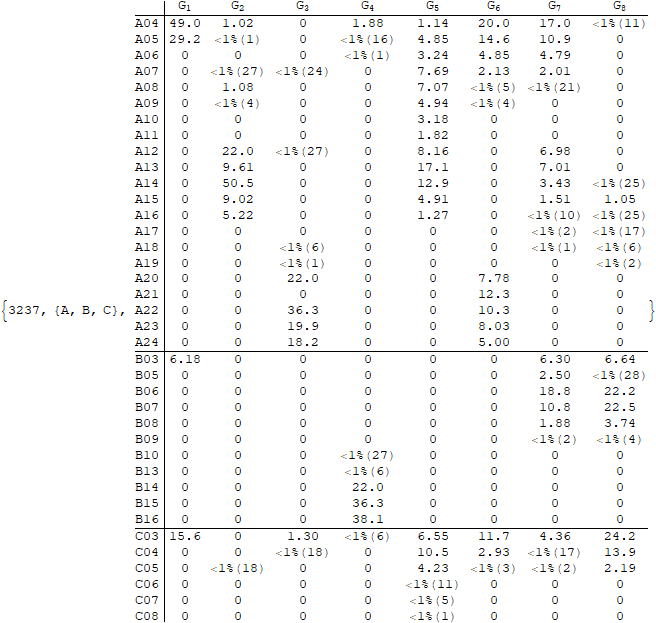 G1 G2 G3 G4 G5 G6 G7 G8
A04 49.0 1.02 0 1.88 1.14 20.0 17.0 <1%(11)
A05 29.2 <1%(1) 0 <1%(16) 4.85 14.6 10.9 0
A06 0 0 0 <1%(1) 3.24 4.85 4.79 0
A07 0 <1%(27) <1%(24) 0 7.69 2.13 2.01 0
A08 0 1.08 0 0 7.07 <1%(5) <1%(21) 0
A09 0 <1%(4) 0 0 4.94 <1%(4) 0 0
A10 0 0 0 0 3.18 0 0 0
A11 0 0 0 0 1.82 0 0 0
A12 0 22.0 <1%(27) 0 8.16 0 6.98 0
A13 0 9.61 0 0 17.1 0 7.01 0
A14 0 50.5 0 0 12.9 0 3.43 <1%(25)
A15 0 9.02 0 0 4.91 0 1.51 1.05
A16 0 5.22 0 0 1.27 0 <1%(10) <1%(25)
A17 0 0 0 0 0 0 <1%(2) <1%(17)
A18 0 0 <1%(6) 0 0 0 <1%(1) <1%(6)
A19 0 0 <1%(1) 0 0 0 0 <1%(2)
A20 0 0 22.0 0 0 7.78 0 0
A21 0 0 0 0 0 12.3 0 0
{3237, {A, B, C}, A22 0 0 36.3 0 0 10.3 0 0 }
A23 0 0 19.9 0 0 8.03 0 0
A24 0 0 18.2 0 0 5.00 0 0
B03 6.18 0 0 0 0 0 6.30 6.64
B05 0 0 0 0 0 0 2.50 <1%(28)
B06 0 0 0 0 0 0 18.8 22.2
B07 0 0 0 0 0 0 10.8 22.5
B08 0 0 0 0 0 0 1.88 3.74
B09 0 0 0 0 0 0 <1%(2) <1%(4)
B10 0 0 0 <1%(27) 0 0 0 0
B13 0 0 0 <1%(6) 0 0 0 0
B14 0 0 0 22.0 0 0 0 0
B15 0 0 0 36.3 0 0 0 0
B16 0 0 0 38.1 0 0 0 0
C03 15.6 0 1.30 <1%(6) 6.55 11.7 4.36 24.2
C04 0 0 <1%(18) 0 10.5 2.93 <1%(17) 13.9
C05 0 <1%(18) 0 0 4.23 <1%(3) <1%(2) 2.19
C06 0 0 0 0 <1%(11) 0 0 0
C07 0 0 0 0 <1%(5) 0 0 0
C08 0 0 0 0 <1%(1) 0 0 0